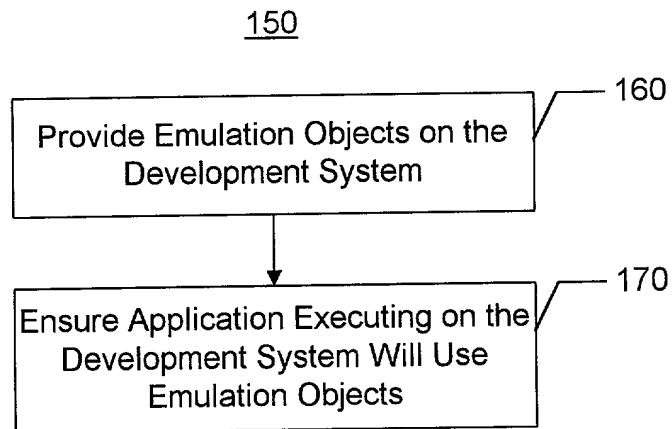 150
160
Provide Emulation Objects on the
Development System
170
Ensure Application Executing on the
Development System Will Use
Emulation Objects